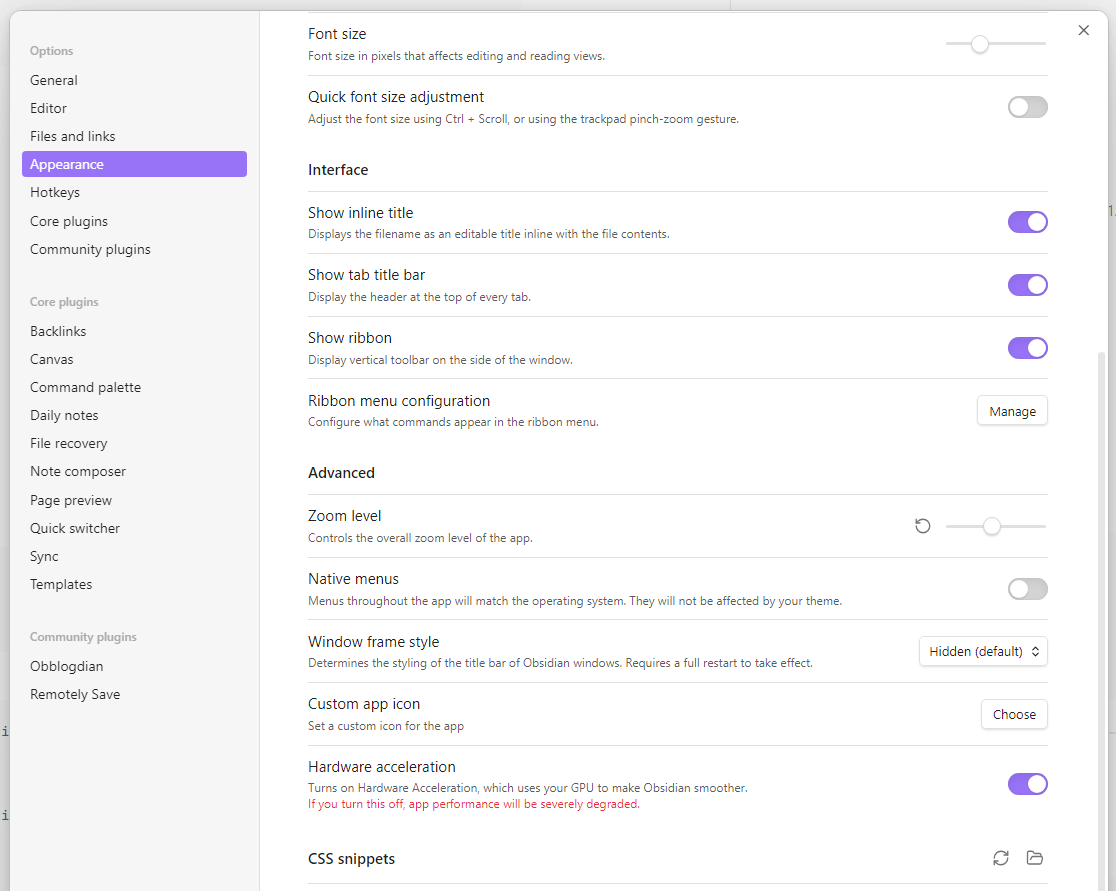 Options
General
Editor
Files and links
Appearance
Hotkeys
Core plugins
Community plugins
Core plugins
Backlinks
Canvas
Command palette
Daily notes
File recovery
Note composer
Page preview
Quick switcher
Sync
Templates
Community plugins
Obblogdian
Remotely Save
Font size
Font size in pixels that affects editing and reading views.
Quick font size adjustment
Adjust the font size using Ctrl + Scroll, or using the trackpad pinch-zoom gesture.
Interface
Show inline title
Displays the filename as an editable title inline with the file contents.
Show tab title bar
Display the header at the top of every tab.
Show ribbon
Display vertical toolbar on the side of the window.
Ribbon menu configuration
Configure what commands appear in the ribbon menu.
Manage
Advanced
Zoom level
Controls the overall zoom level of the app.
Native menus
Menus throughout the app will match the operating system. They will not be affected by your theme.
Window frame style
Determines the styling of the title bar of Obsidian windows. Requires a full restart to take effect.
Hidden (default)
Custom app icon
Set a custom icon for the app
Choose
Hardware acceleration
Turns on Hardware Acceleration, which uses your GPU to make Obsidian smoother.
If you turn this off, app performance will be severely degraded.
CSS snippets